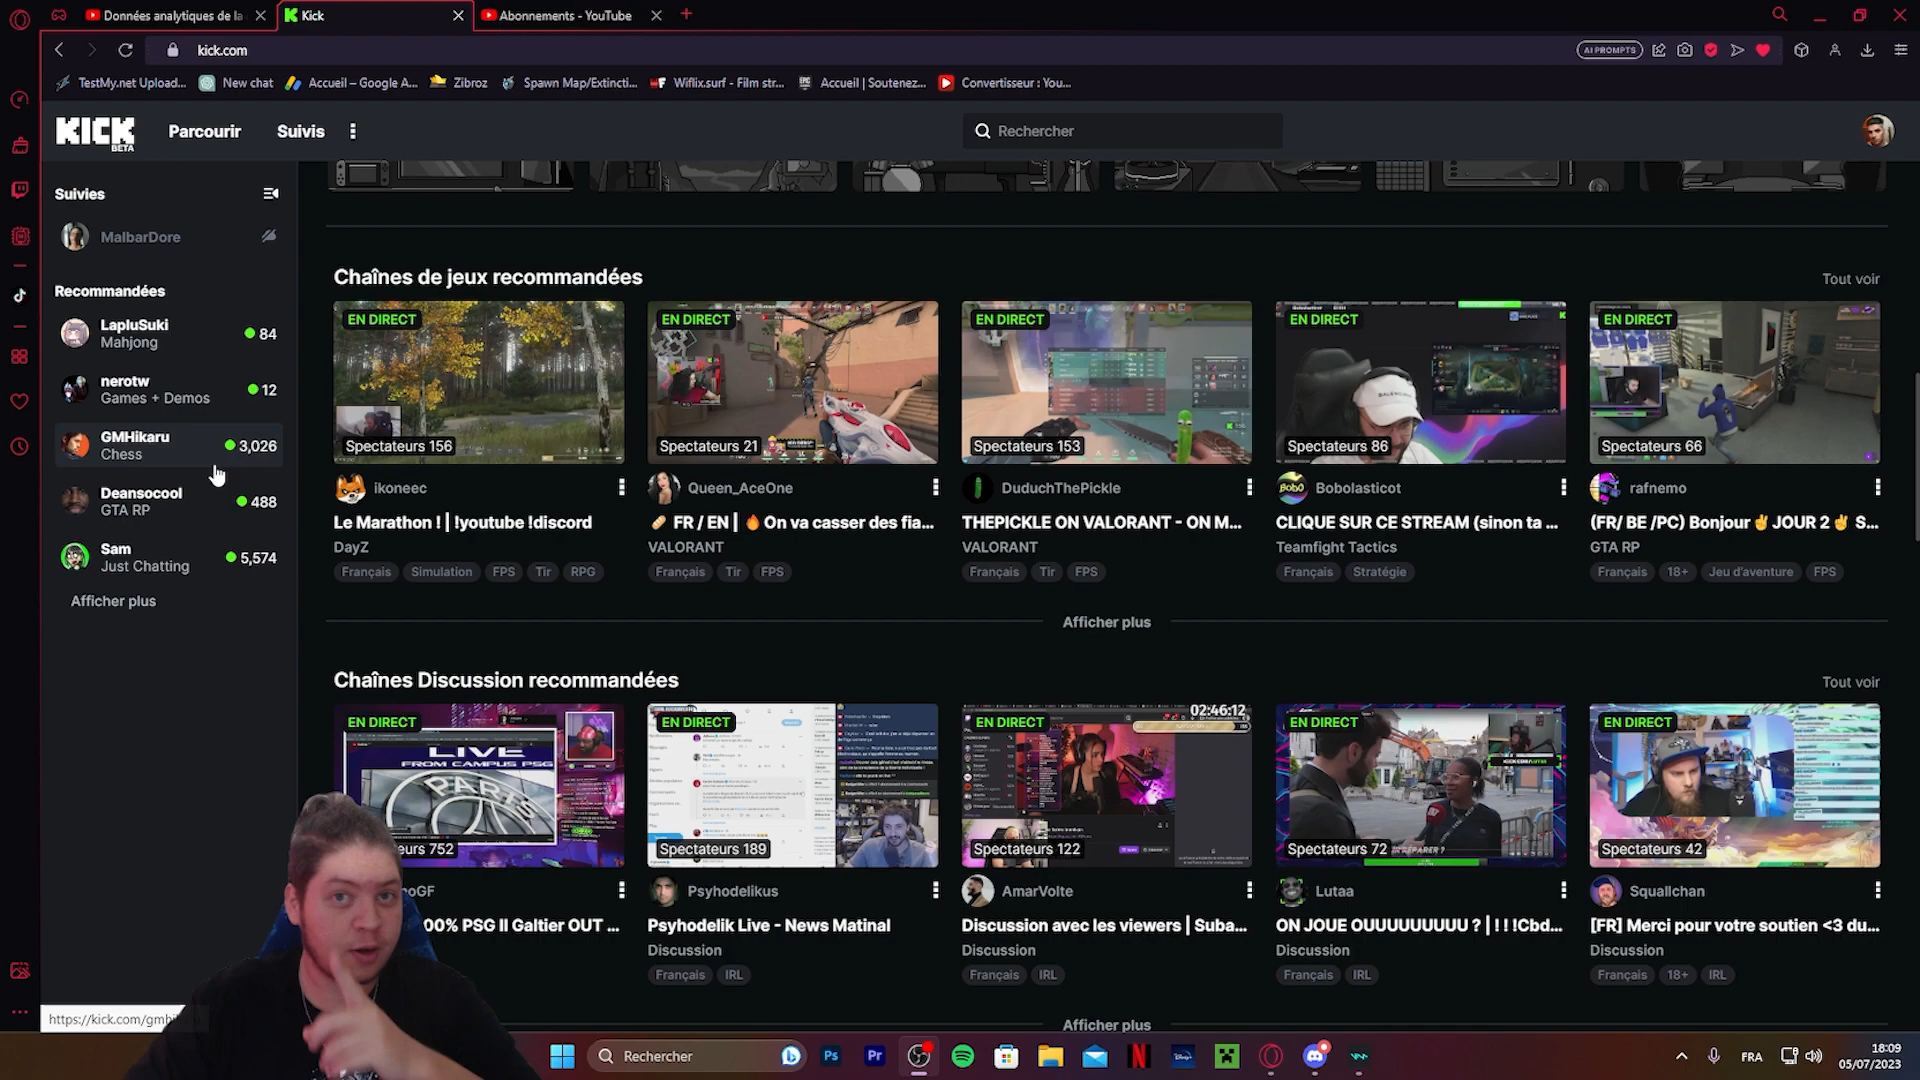 Données analytiques de la
Kick
Abonnements - YouTube
kick.com
AI PROMPTS
TestMy.net Upload...
New chat
Accueil – Google A...
Zibroz
Spawn Map/Extincti...
Wiflix.surf - Film str...
Accueil | Soutenez...
Convertisseur : You...
KICK
BETA
Parcourir
Suivis
Rechercher
Suivies
MalbarDore
Recommandées
LapluSuki
Mahjong
84
nerotw
Games + Demos
12
GMHikaru
Chess
3,026
Deansocool
GTA RP
488
Sam
Just Chatting
5,574
Afficher plus
Chaînes de jeux recommandées
Tout voir
EN DIRECT
EN DIRECT
EN DIRECT
EN DIRECT
EN DIRECT
Spectateurs 156
Spectateurs 21
Spectateurs 153
Spectateurs 86
Spectateurs 66
ikoneec
Queen_AceOne
DuduchThePickle
Bobolasticot
rafnemo
Le Marathon ! | !youtube !discord
🥖 FR / EN | 🔥 On va casser des fia...
THEPICKLE ON VALORANT - ON M...
CLIQUE SUR CE STREAM (sinon ta ...
(FR/ BE /PC) Bonjour✌ JOUR 2✌ S...
DayZ
VALORANT
VALORANT
Teamfight Tactics
GTA RP
Français Simulation FPS Tir RPG
Français Tir FPS
Français Tir FPS
Français Stratégie
Français 18+ Jeu d'aventure FPS
Afficher plus
Chaînes Discussion recommandées
Tout voir
EN DIRECT
EN DIRECT
EN DIRECT
EN DIRECT
EN DIRECT
02:46:12
LIVE
FROM CAMPUS PSG
PARIS
eurs 752
Spectateurs 189
Spectateurs 122
Spectateurs 72
Spectateurs 42
oGF
Psyhodelikus
AmarVolte
Lutaa
Squallchan
00% PSG II Galtier OUT ...
Psyhodelik Live - News Matinal
Discussion avec les viewers | Suba...
ON JOUE OUUUUUUUUU ? | ! ! !Cbd...
[FR] Merci pour votre soutien <3 du...
Discussion
Discussion
Discussion
Discussion
Français IRL
Français IRL
Français IRL
Français 18+ IRL
https://kick.com/gmh
Afficher plus
Rechercher
Ps
Pr
FRA
18:09
05/07/2023